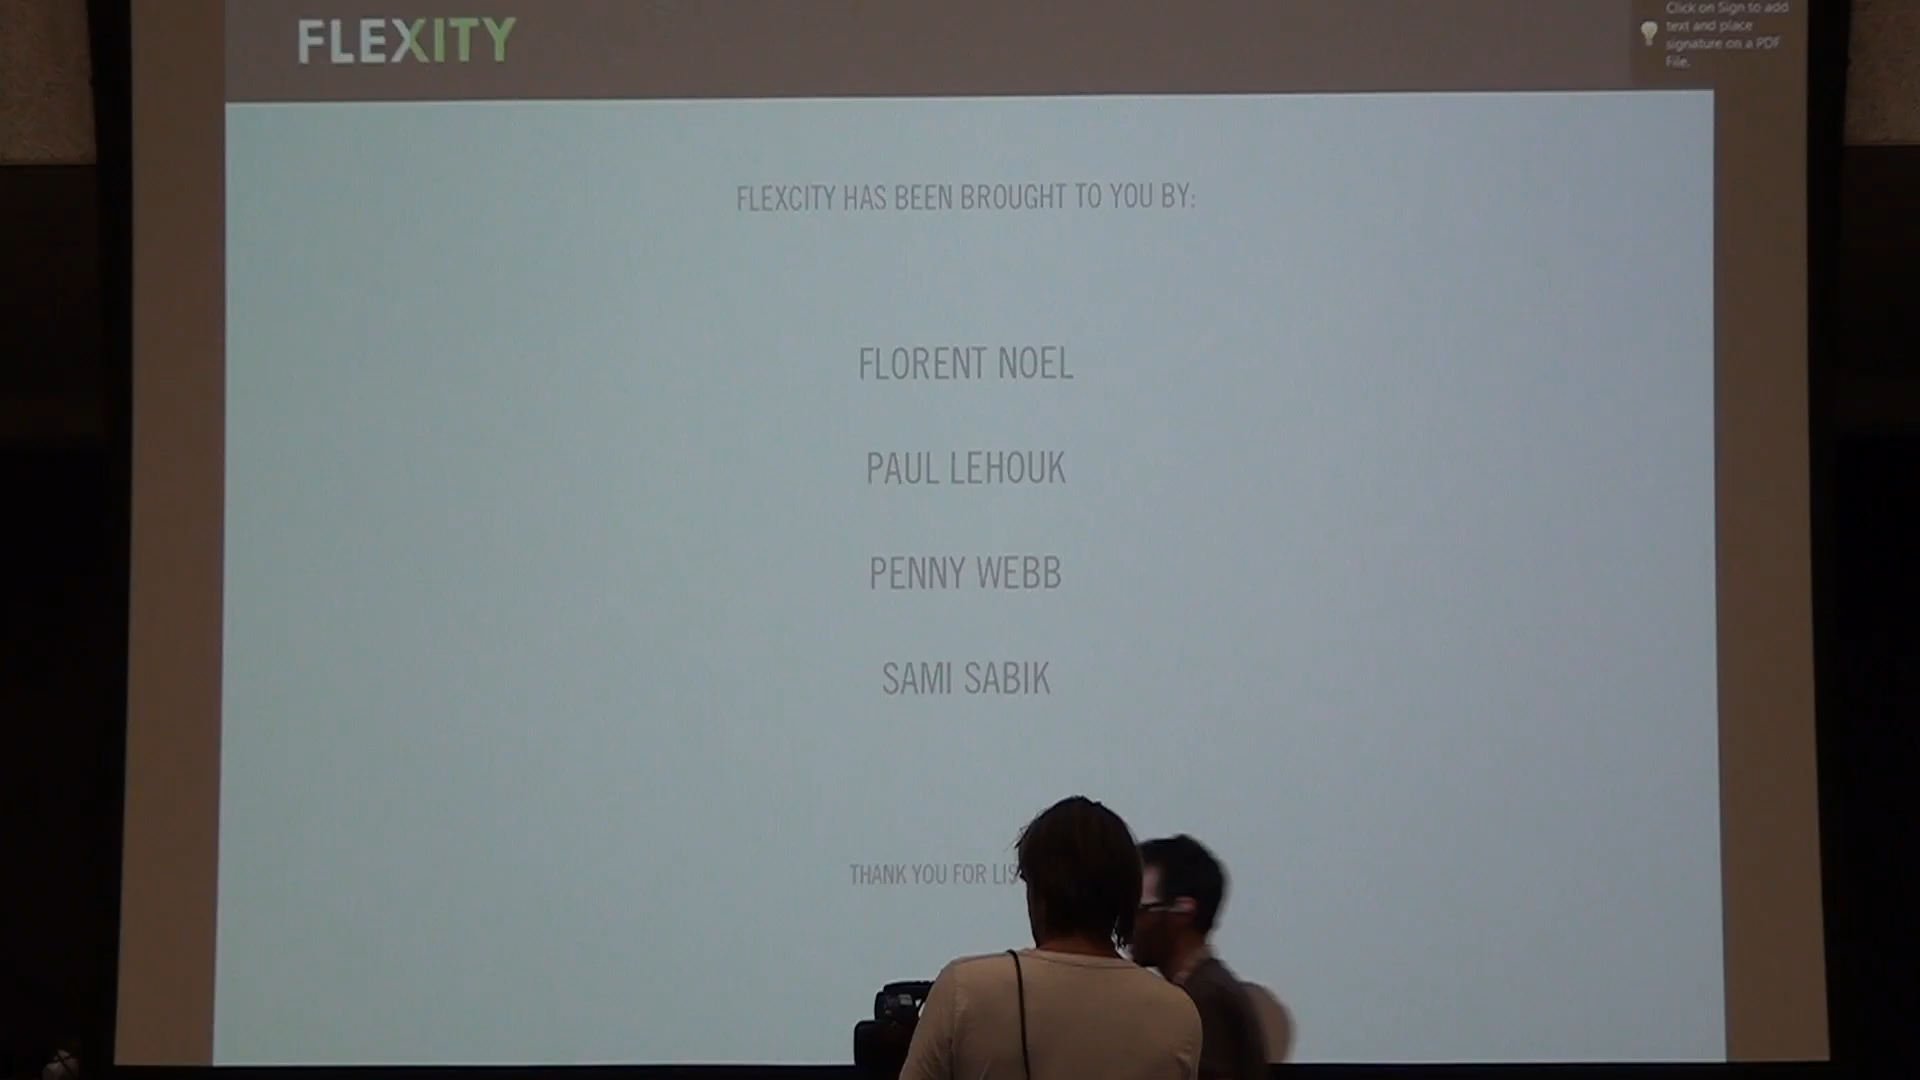 FLEXITY
Click on Sign to add
text and place
signature on a PDF
File.
FLEXCITY HAS BEEN BROUGHT TO YOU BY:
FLORENT NOEL
PAUL LEHOUK
PENNY WEBB
SAMI SABIK
THANK YOU FOR